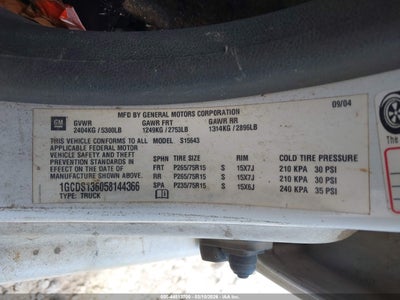 09/04
MFD BY GENERAL MOTORS CORPORATION
GM
GVWR GAWR FRT GAWR RR
2404KG / 5300LB 1249KG / 2753LB 1314KG / 2896LB
THIS VEHICLE CONFORMS TO ALL MODEL S15643
APPLICABLE FEDERAL MOTOR
VEHICLE SAFETY AND THEFT
PREVENTION STANDARDS IN
EFFECT ON THE DATE OF
MANUFACTURE SHOWN ABOVE.
SPHN TIRE SIZE RIM COLD TIRE PRESSURE
FRT P265/75R15 S 15X7J 210 KPA 30 PSI
RR P265/75R15 S 15X7J 210 KPA 30 PSI
SPA P235/75R15 S 15X6J 240 KPA 35 PSI
1GCDS136058144366
TYPE: TRUCK
The